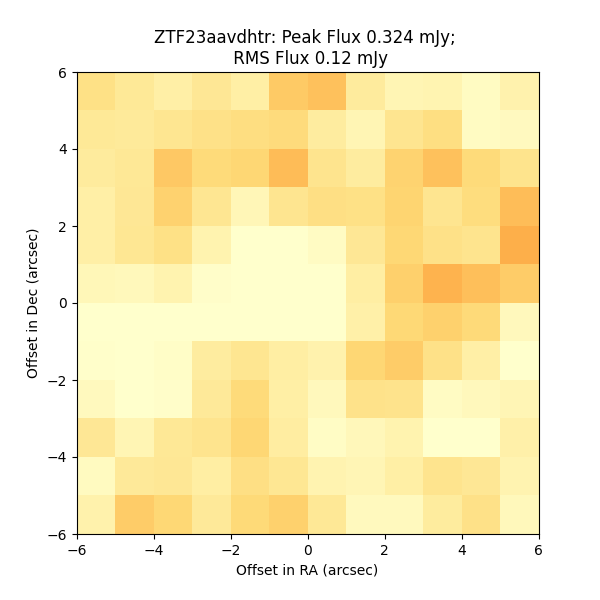 ZTF23aavdhtr: Peak Flux 0.324 mJy;
RMS Flux 0.12 mJy
6
4
2
0
−2
−4
−6
Offset in Dec (arcsec)
−6 −4 −2 0 2 4 6
Offset in RA (arcsec)